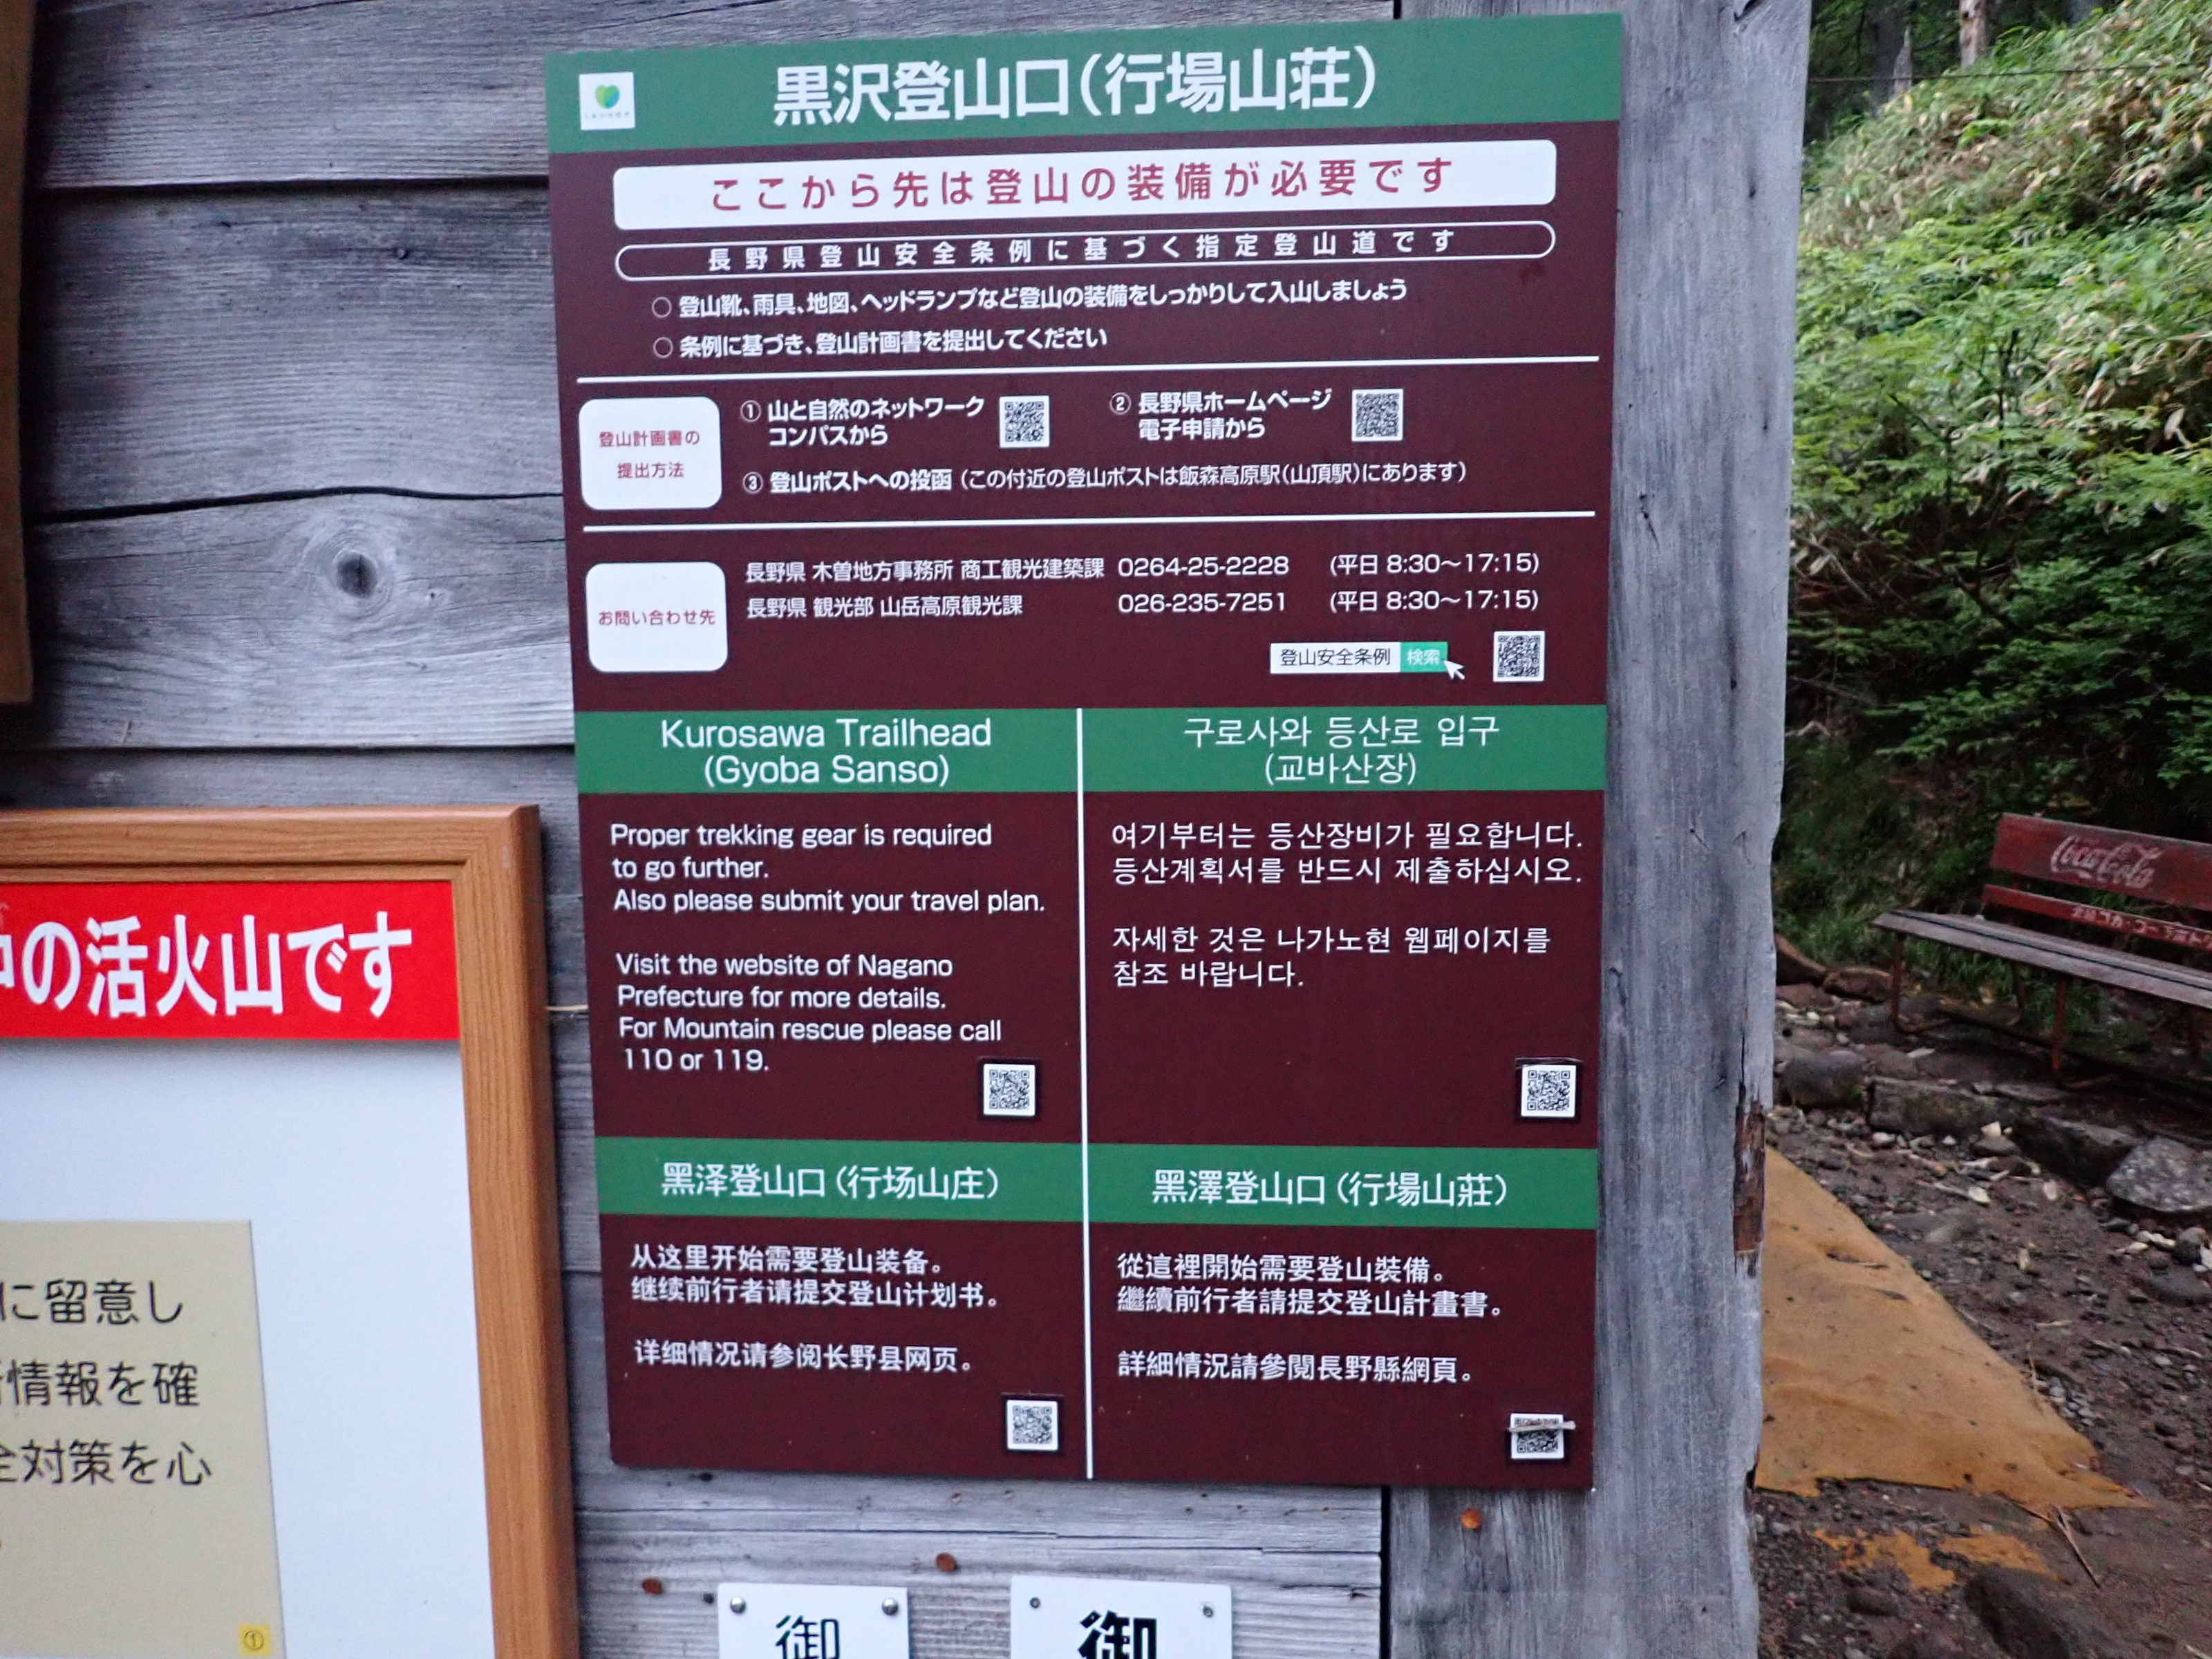 黒沢登山口(行場山荘)
ここから先は登山の装備が必要です
長野県登山安全条例に基づく指定登山道です
○ 登山靴、雨具、地図、ヘッドランプなど登山の装備をしっかりして入山しましょう
○ 条例に基づき、登山計画書を提出してください
登山計画書の
提出方法
① 山と自然のネットワーク
コンパスから
② 長野県ホームページ
電子申請から
③ 登山ポストへの投函 (この付近の登山ポストは飯森高原駅(山頂駅)にあります)
お問い合わせ先
長野県 木曽地方事務所 商工観光建築課 0264-25-2228 (平日 8:30~17:15)
長野県 観光部 山岳高原観光課 026-235-7251 (平日 8:30~17:15)
登山安全条例 検索
Kurosawa Trailhead
(Gyoba Sanso)
Proper trekking gear is required
to go further.
Also please submit your travel plan.
Visit the website of Nagano
Prefecture for more details.
For Mountain rescue please call
110 or 119.
구로사와 등산로 입구
(교바산장)
여기부터는 등산장비가 필요합니다.
등산계획서를 반드시 제출하십시오.
자세한 것은 나가노현 웹페이지를
참조 바랍니다.
黑泽登山口(行场山庄)
从这里开始需要登山装备。
继续前行者请提交登山计划书。
详细情况请参阅长野县网页。
黑澤登山口(行場山莊)
從這裡開始需要登山裝備。
繼續前行者請提交登山計畫書。
詳細情況請參閱長野縣網頁。
中の活火山です
に留意し
情報を確
全対策を心
①
御
御
Coca-Cola